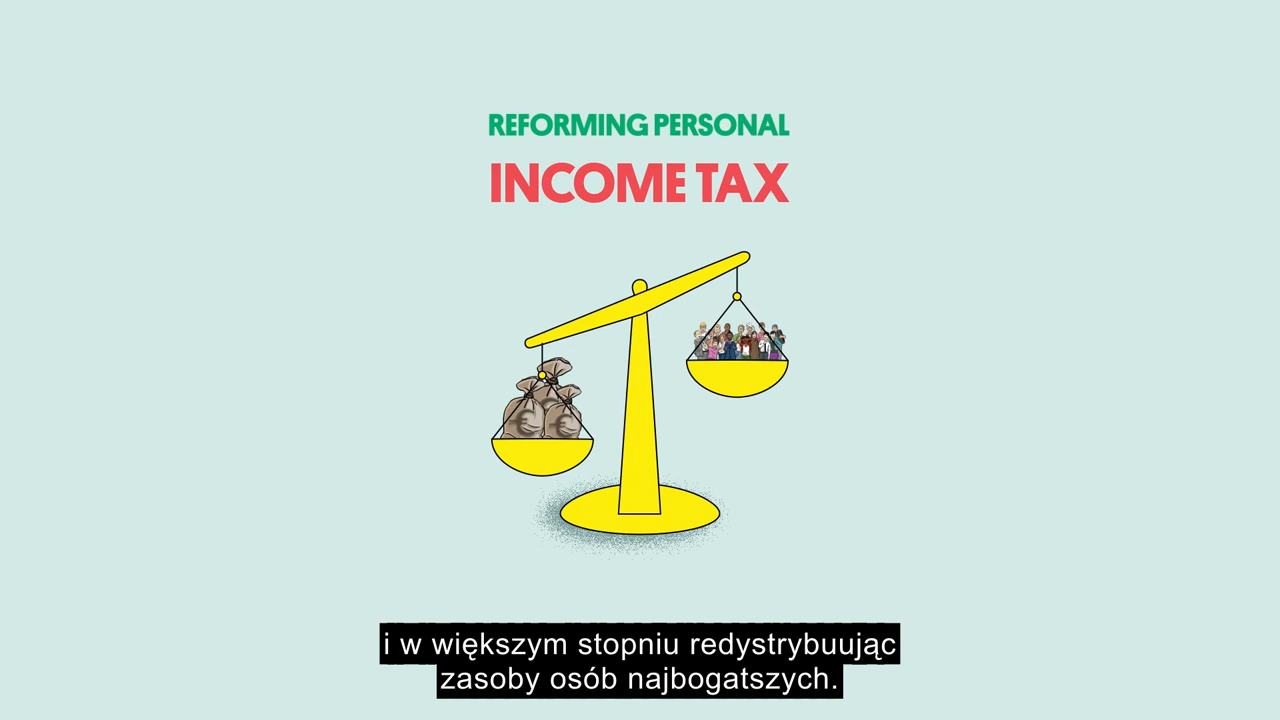 REFORMING PERSONAL
INCOME TAX
€ €
i w większym stopniu redystrybuując
zasoby osób najbogatszych.